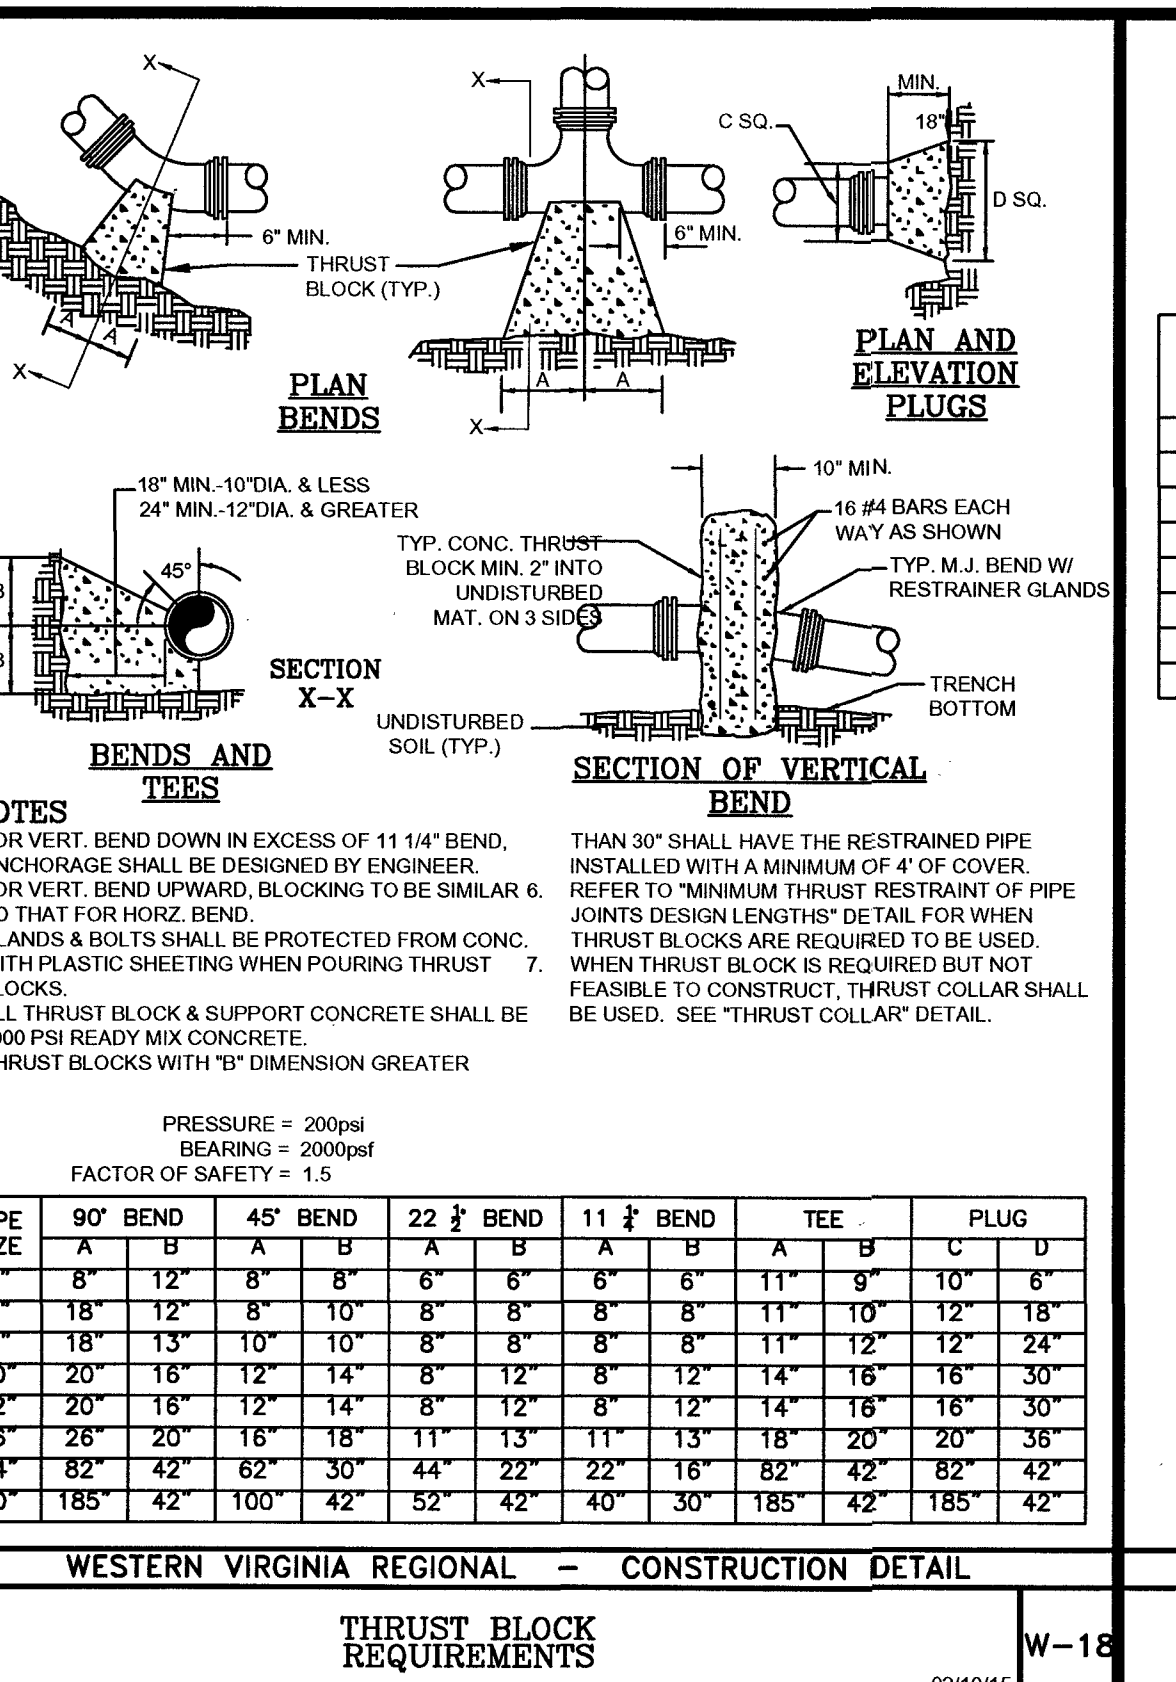 X
X
MIN.
C SQ.
18"
D SQ.
6" MIN.
6" MIN.
THRUST
BLOCK (TYP.)
A
A
X
PLAN
BENDS
A
A
X
PLAN AND
ELEVATION
PLUGS
18" MIN.-10"DIA. & LESS
24" MIN.-12"DIA. & GREATER
45°
SECTION
X-X
BENDS AND
TEES
10" MIN.
16 #4 BARS EACH
WAY AS SHOWN
TYP. CONC. THRUST
BLOCK MIN. 2" INTO
UNDISTURBED
MAT. ON 3 SIDES
TYP. M.J. BEND W/
RESTRAINER GLANDS
TRENCH
BOTTOM
UNDISTURBED
SOIL (TYP.)
SECTION OF VERTICAL
BEND
OTES
OR VERT. BEND DOWN IN EXCESS OF 11 1/4" BEND,
NCHORAGE SHALL BE DESIGNED BY ENGINEER.
OR VERT. BEND UPWARD, BLOCKING TO BE SIMILAR
O THAT FOR HORZ. BEND.
LANDS & BOLTS SHALL BE PROTECTED FROM CONC.
ITH PLASTIC SHEETING WHEN POURING THRUST
LOCKS.
LL THRUST BLOCK & SUPPORT CONCRETE SHALL BE
000 PSI READY MIX CONCRETE.
HRUST BLOCKS WITH "B" DIMENSION GREATER
THAN 30" SHALL HAVE THE RESTRAINED PIPE
INSTALLED WITH A MINIMUM OF 4' OF COVER.
6. REFER TO "MINIMUM THRUST RESTRAINT OF PIPE
JOINTS DESIGN LENGTHS" DETAIL FOR WHEN
THRUST BLOCKS ARE REQUIRED TO BE USED.
7. WHEN THRUST BLOCK IS REQUIRED BUT NOT
FEASIBLE TO CONSTRUCT, THRUST COLLAR SHALL
BE USED. SEE "THRUST COLLAR" DETAIL.
PRESSURE = 200psi
BEARING = 2000psf
FACTOR OF SAFETY = 1.5
PE 90° BEND 45° BEND 22 1/2° BEND 11 1/4° BEND TEE PLUG
ZE A B A B A B A B A B C D
" 8" 12" 8" 8" 6" 6" 6" 6" 11" 9" 10" 6"
" 18" 12" 8" 10" 8" 8" 8" 8" 11" 10" 12" 18"
" 18" 13" 10" 10" 8" 8" 8" 8" 11" 12" 12" 24"
0" 20" 16" 12" 14" 8" 12" 8" 12" 14" 16" 16" 30"
2" 20" 16" 12" 14" 8" 12" 8" 12" 14" 16" 16" 30"
6" 26" 20" 16" 18" 11" 13" 11" 13" 18" 20" 20" 36"
4" 82" 42" 62" 30" 44" 22" 22" 16" 82" 42" 82" 42"
0" 185" 42" 100" 42" 52" 42" 40" 30" 185" 42" 185" 42"
WESTERN VIRGINIA REGIONAL - CONSTRUCTION DETAIL
THRUST BLOCK
REQUIREMENTS
W-18